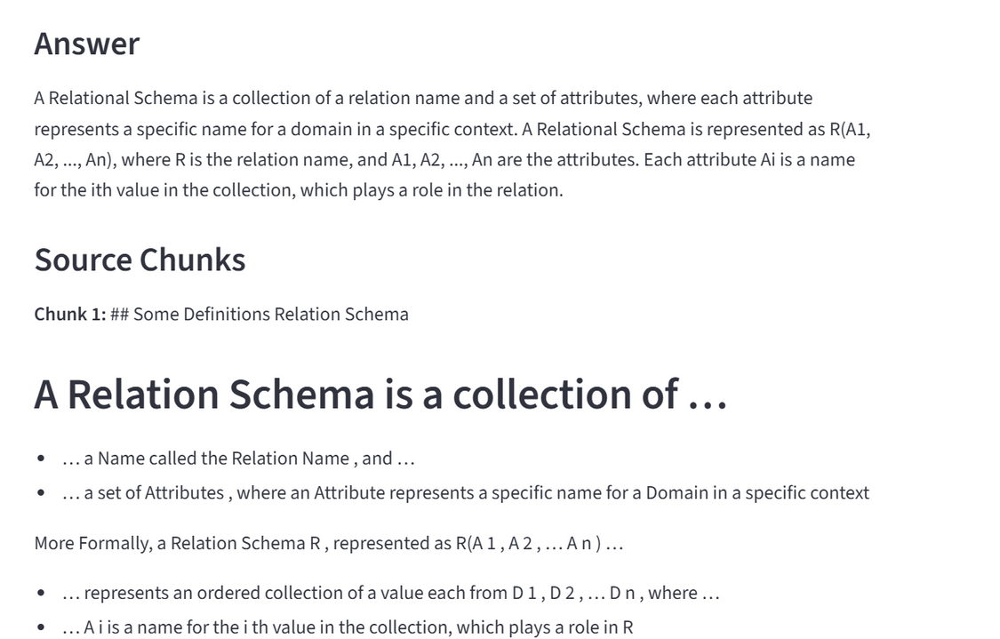 Answer
A Relational Schema is a collection of a relation name and a set of attributes, where each attribute
represents a specific name for a domain in a specific context. A Relational Schema is represented as R(A1,
A2, ..., An), where R is the relation name, and A1, A2, ..., An are the attributes. Each attribute Ai is a name
for the ith value in the collection, which plays a role in the relation.
Source Chunks
Chunk 1: ## Some Definitions Relation Schema
A Relation Schema is a collection of …
• … a Name called the Relation Name , and …
• … a set of Attributes , where an Attribute represents a specific name for a Domain in a specific context
More Formally, a Relation Schema R , represented as R(A 1 , A 2 , … A n ) …
• … represents an ordered collection of a value each from D 1 , D 2 , … D n , where …
• … A i is a name for the i th value in the collection, which plays a role in R